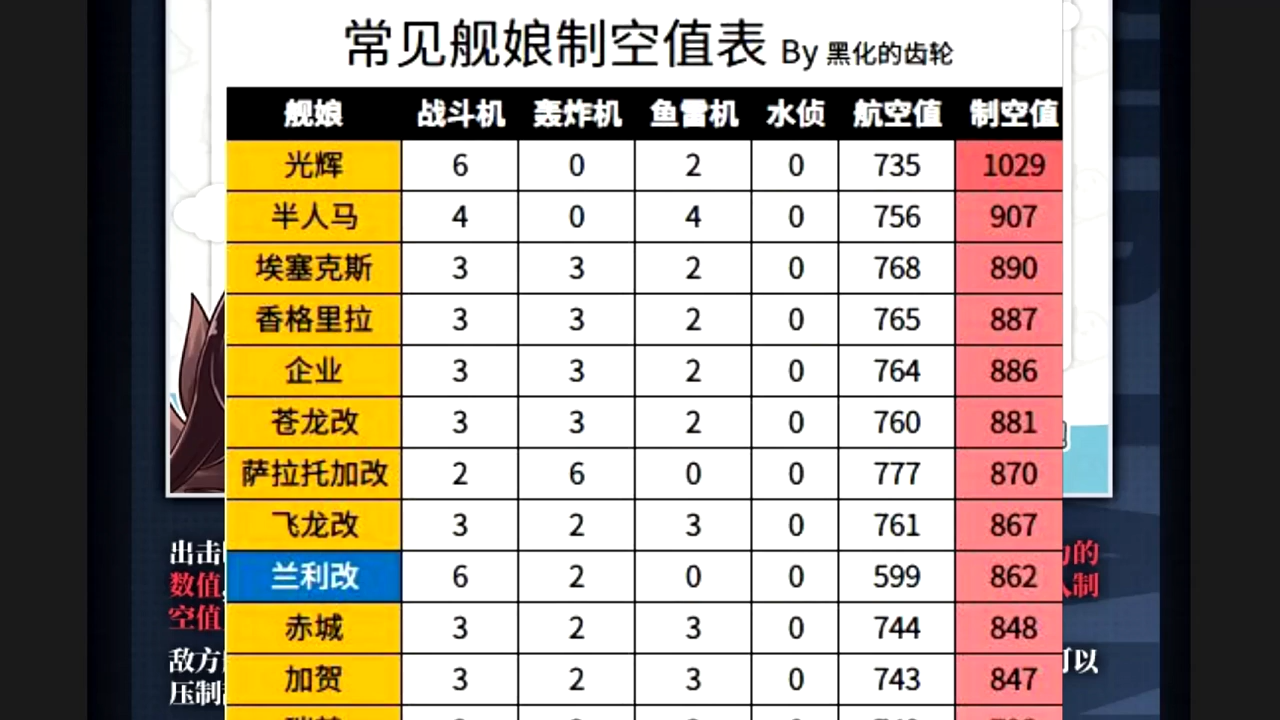 常见舰娘制空值表 By 黑化的齿轮
舰娘 战斗机 轰炸机 鱼雷机 水侦 航空值 制空值
光辉 6 0 2 0 735 1029
半人马 4 0 4 0 756 907
埃塞克斯 3 3 2 0 768 890
香格里拉 3 3 2 0 765 887
企业 3 3 2 0 764 886
苍龙改 3 3 2 0 760 881
萨拉托加改 2 6 0 0 777 870
飞龙改 3 2 3 0 761 867
出击 的
兰利改 6 2 0 0 599 862
数值 制
空值
赤城 3 2 3 0 744 848
敌方 可以
加贺 3 2 3 0 743 847
压制